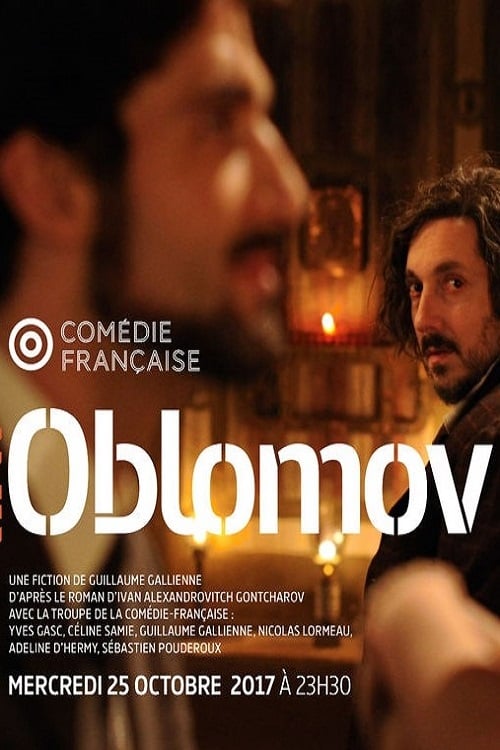 COMÉDIE
FRANÇAISE
Oblomov
UNE FICTION DE GUILLAUME GALLIENNE
D'APRÈS LE ROMAN D'IVAN ALEXANDROVITCH GONTCHAROV
AVEC LA TROUPE DE LA COMÉDIE-FRANÇAISE :
YVES GASC, CÉLINE SAMIE, GUILLAUME GALLIENNE, NICOLAS LORMEAU,
ADELINE D'HERMY, SÉBASTIEN POUDEROUX
MERCREDI 25 OCTOBRE 2017 À 23H30